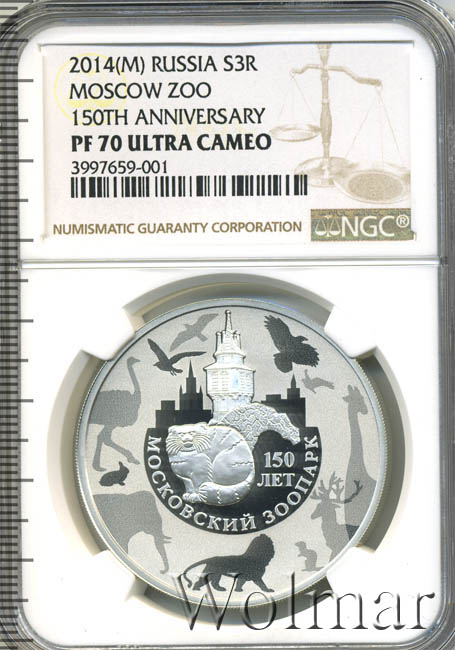 2014(M) RUSSIA S3R
MOSCOW ZOO
150TH ANNIVERSARY
PF 70 ULTRA CAMEO
3997659-001
NUMISMATIC GUARANTY CORPORATION
NGC®
150
ЛЕТ
МОСКОВСКИЙ ЗООПАРК
Wolmar